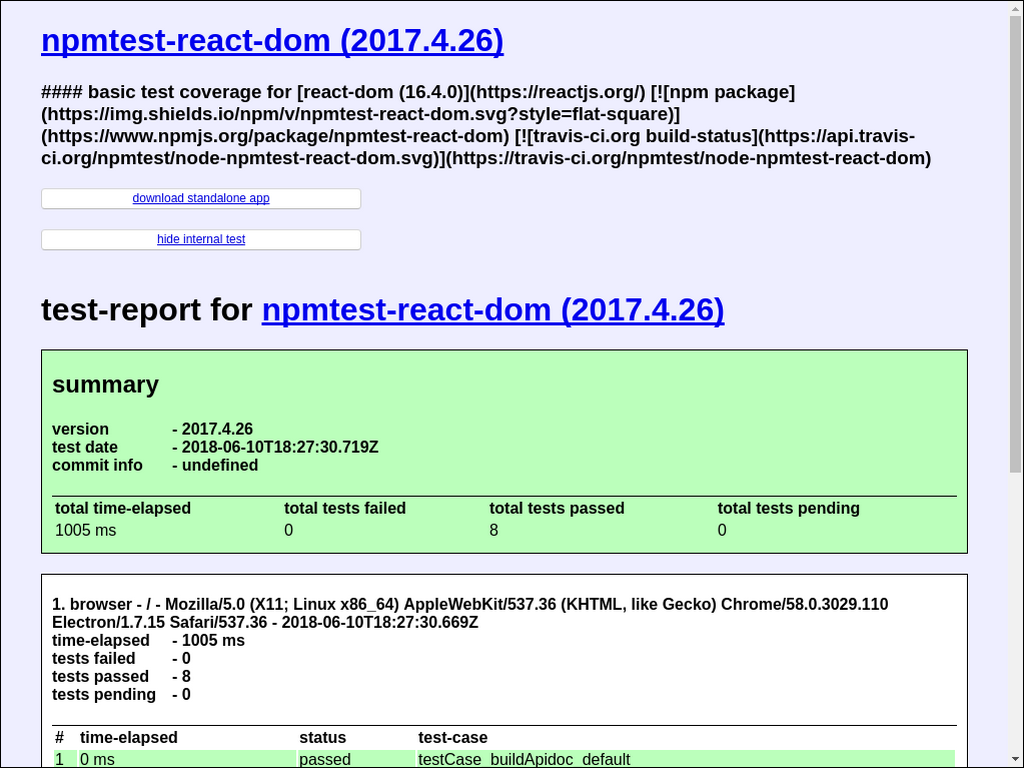 npmtest-react-dom (2017.4.26)
#### basic test coverage for [react-dom (16.4.0)](https://reactjs.org/) [![npm package]
(https://img.shields.io/npm/v/npmtest-react-dom.svg?style=flat-square)]
(https://www.npmjs.org/package/npmtest-react-dom) [![travis-ci.org build-status](https://api.travis-
ci.org/npmtest/node-npmtest-react-dom.svg)](https://travis-ci.org/npmtest/node-npmtest-react-dom)
download standalone app
hide internal test
test-report for npmtest-react-dom (2017.4.26)
summary
version - 2017.4.26
test date - 2018-06-10T18:27:30.719Z
commit info - undefined
total time-elapsed total tests failed total tests passed total tests pending
1005 ms 0 8 0
1. browser - / - Mozilla/5.0 (X11; Linux x86_64) AppleWebKit/537.36 (KHTML, like Gecko) Chrome/58.0.3029.110
Electron/1.7.15 Safari/537.36 - 2018-06-10T18:27:30.669Z
time-elapsed - 1005 ms
tests failed - 0
tests passed - 8
tests pending - 0
# time-elapsed status test-case
1 0 ms passed testCase_buildApidoc_default